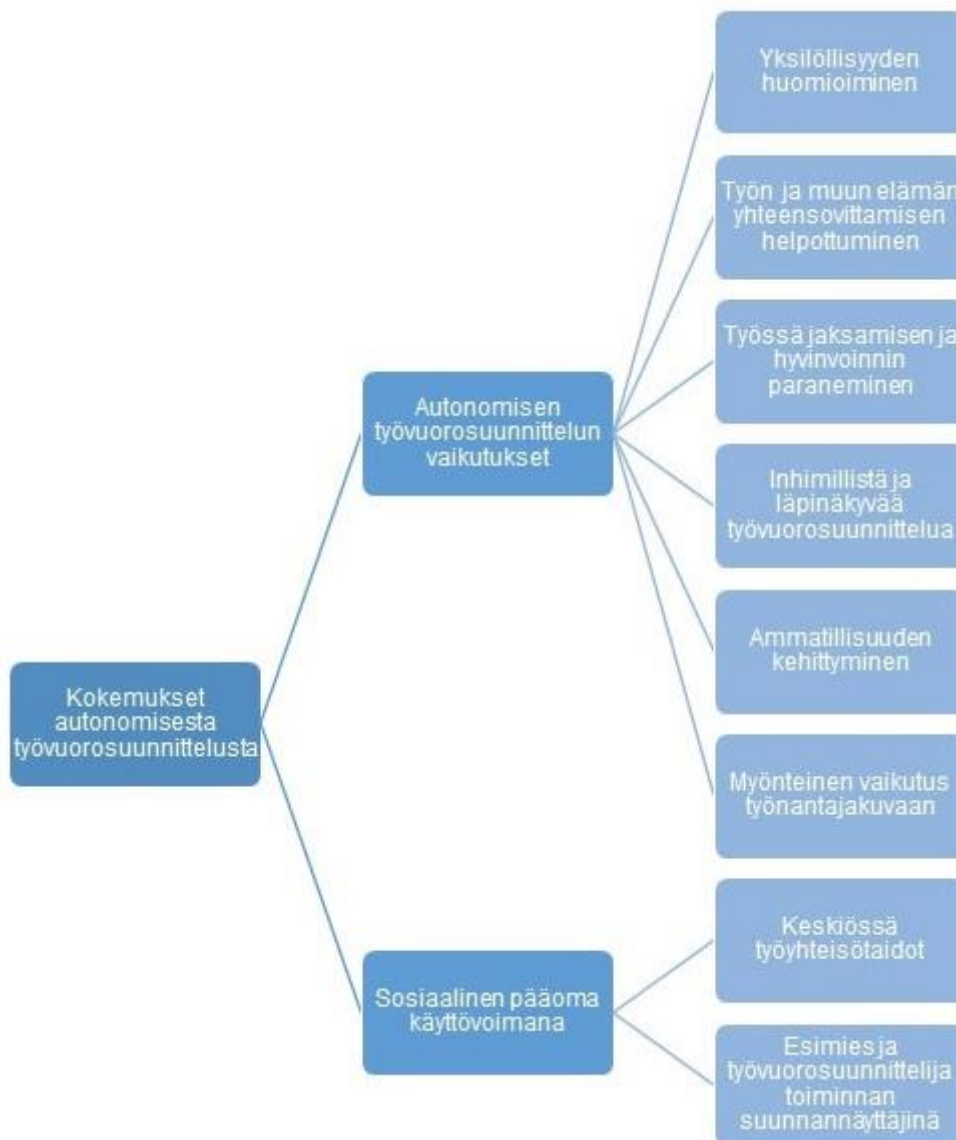 Kokemukset
autonomisesta
työvuorosuunnittelusta
Autonomisen
työvuorosuunnittelun
vaikutukset
Yksilöllisyyden
huomioiminen
Työn ja muun elämän
yhteensovittamisen
helpottuminen
Työssä jaksamisen ja
hyvinvoinnin
paraneminen
Inhimillistä ja
läpinäkyvää
työvuorosuunnittelua
Ammatillisuuden
kehittyminen
Myönteinen vaikutus
työnantajakuvaan
Sosiaalinen pääoma
käyttövoimana
Keskiössä
työyhteisötaidot
Esimies ja
työvuorosuunnittelija
toiminnan
suunnannäyttäjinä